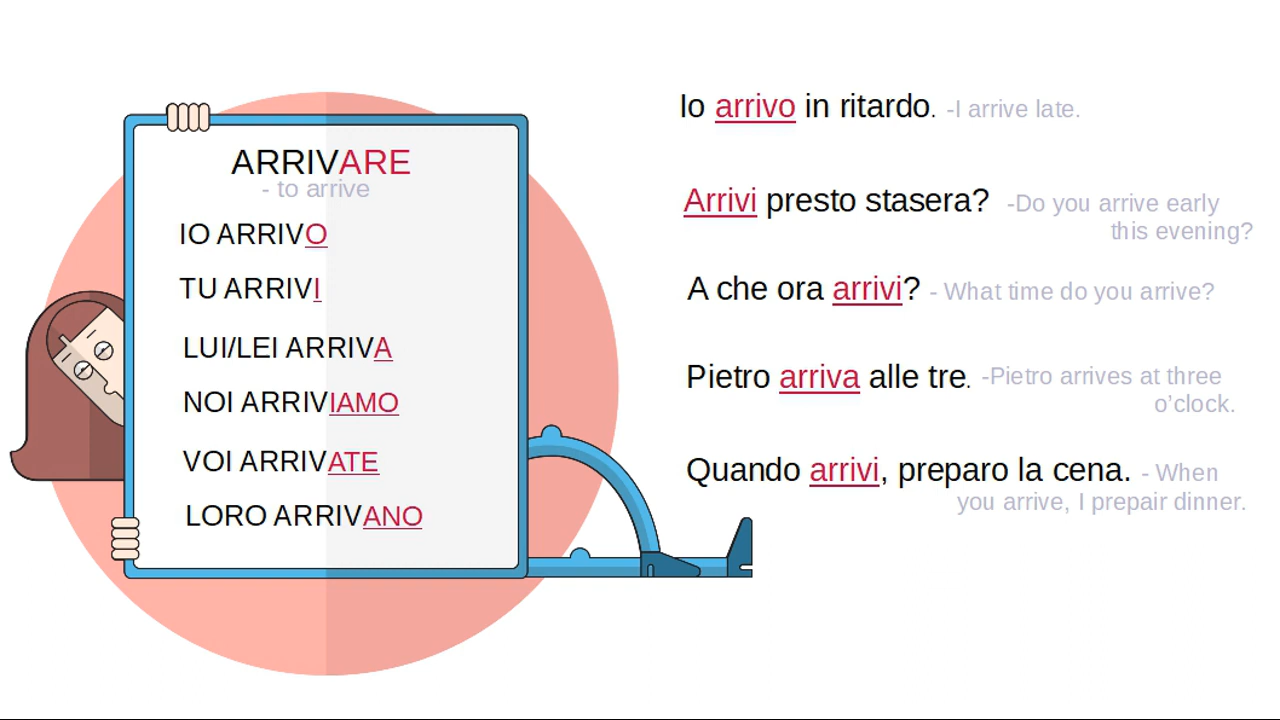 ARRIVARE
- to arrive
IO ARRIVO
TU ARRIVI
LUI/LEI ARRIVA
NOI ARRIVIAMO
VOI ARRIVATE
LORO ARRIVANO
Io arrivo in ritardo. -I arrive late.
Arrivi presto stasera? -Do you arrive early
this evening?
A che ora arrivi? - What time do you arrive?
Pietro arriva alle tre. -Pietro arrives at three
o’clock.
Quando arrivi, preparo la cena. - When
you arrive, I prepair dinner.